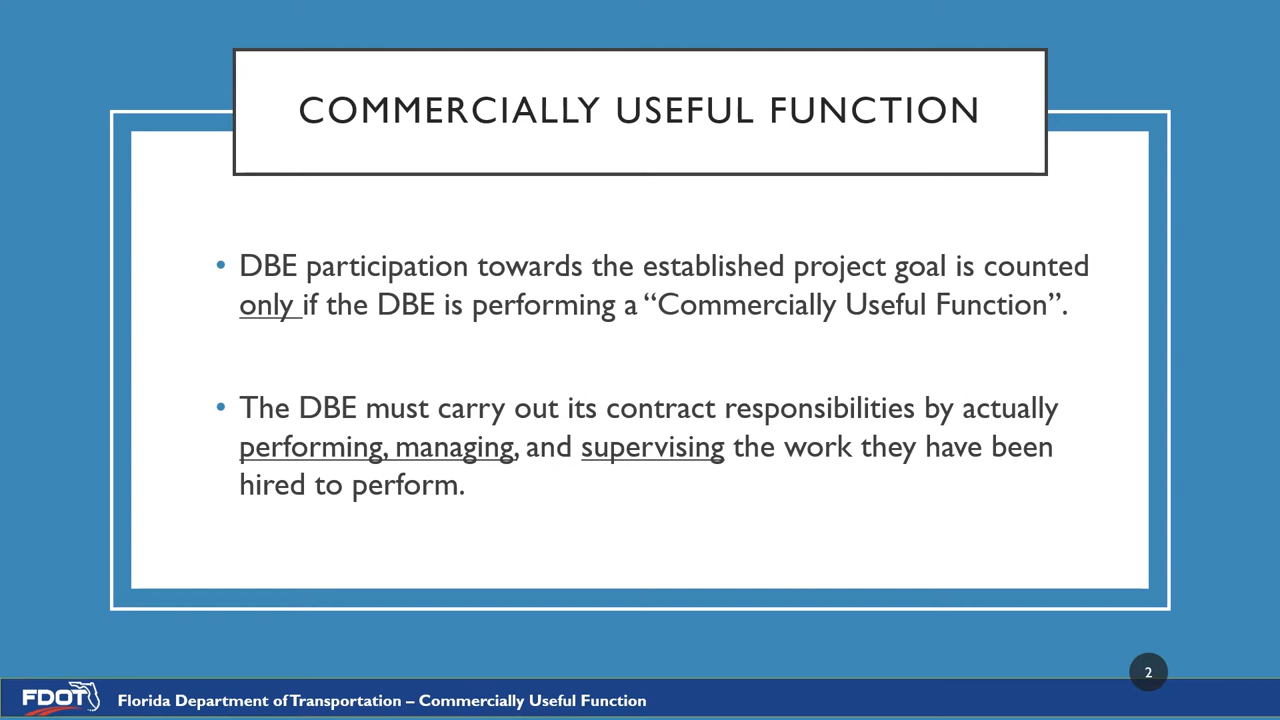 COMMERCIALLY USEFUL FUNCTION
• DBE participation towards the established project goal is counted
only if the DBE is performing a “Commercially Useful Function”.
• The DBE must carry out its contract responsibilities by actually
performing, managing, and supervising the work they have been
hired to perform.
2
FDOT
Florida Department of Transportation – Commercially Useful Function